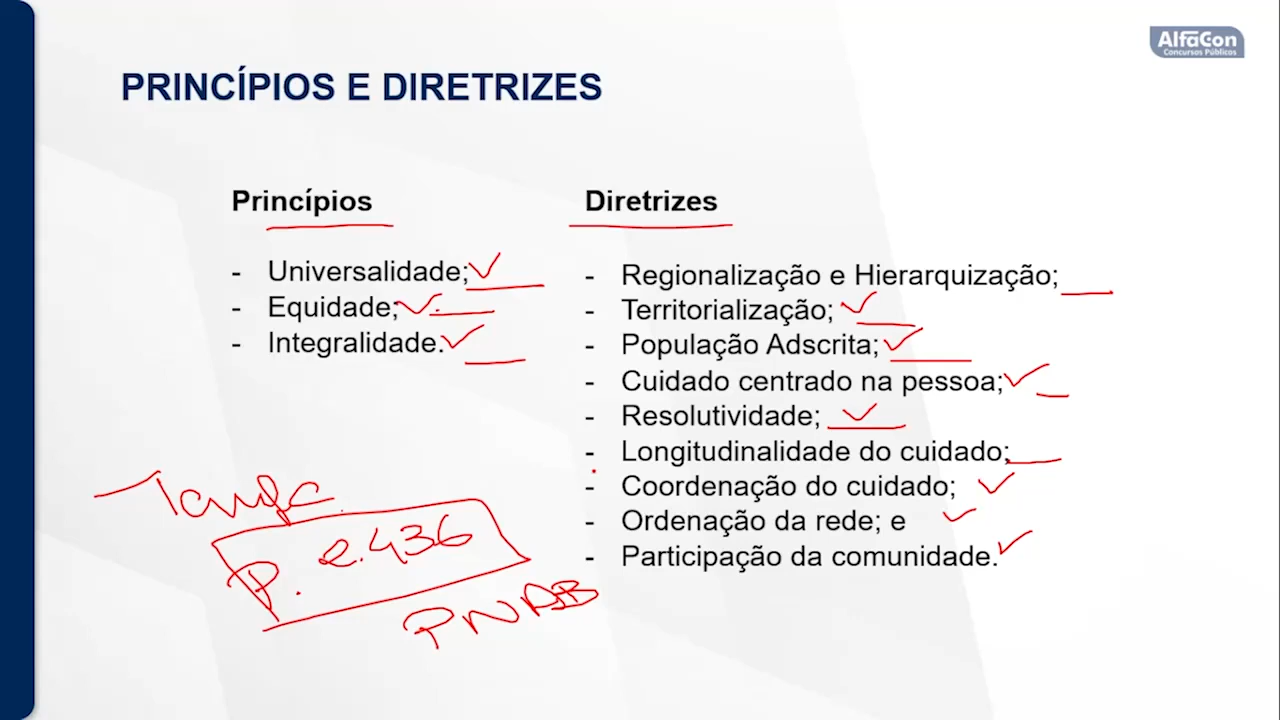 AlfaCon
Concursos Públicos
PRINCÍPIOS E DIRETRIZES
Princípios
- Universalidade;
- Equidade;
- Integralidade.
Diretrizes
- Regionalização e Hierarquização;
- Territorialização;
- População Adscrita;
- Cuidado centrado na pessoa;
- Resolutividade;
- Longitudinalidade do cuidado;
- Coordenação do cuidado;
- Ordenação da rede; e
- Participação da comunidade.
P. 2.436
PNAB